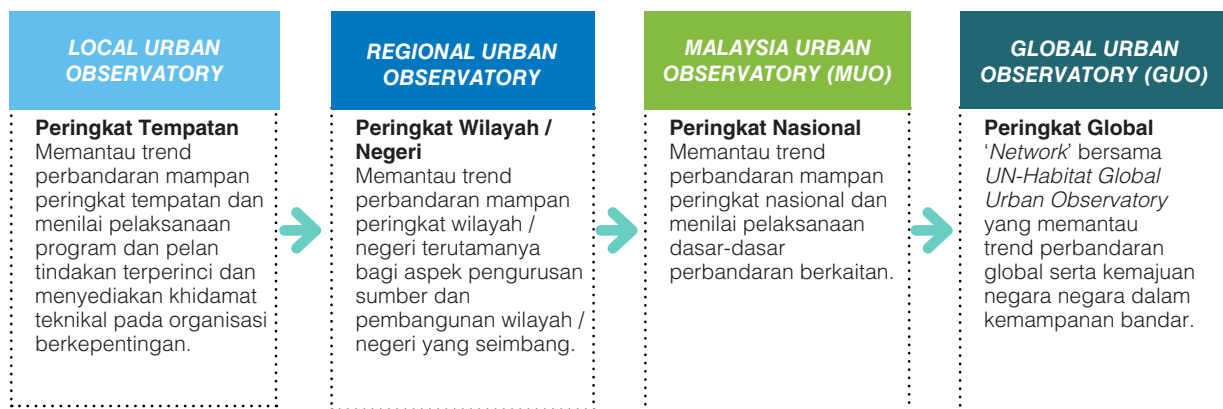 LOCAL URBAN
OBSERVATORY
Peringkat Tempatan
Memantau trend
perbandaran mampan
peringkat tempatan dan
menilai pelaksanaan
program dan pelan
tindakan terperinci dan
menyediakan khidamat
teknikal pada organisasi
berkepentingan.
REGIONAL URBAN
OBSERVATORY
Peringkat Wilayah /
Negeri
Memantau trend
perbandaran mampan
peringkat wilayah /
negeri terutamanya
bagi aspek pengurusan
sumber dan
pembangunan wilayah /
negeri yang seimbang.
MALAYSIA URBAN
OBSERVATORY (MUO)
Peringkat Nasional
Memantau trend
perbandaran mampan
peringkat nasional dan
menilai pelaksanaan
dasar-dasar
perbandaran berkaitan.
GLOBAL URBAN
OBSERVATORY (GUO)
Peringkat Global
‘Network’ bersama
UN-Habitat Global
Urban Observatory
yang memantau
trend perbandaran
global serta kemajuan
negara negara dalam
kemampanan bandar.